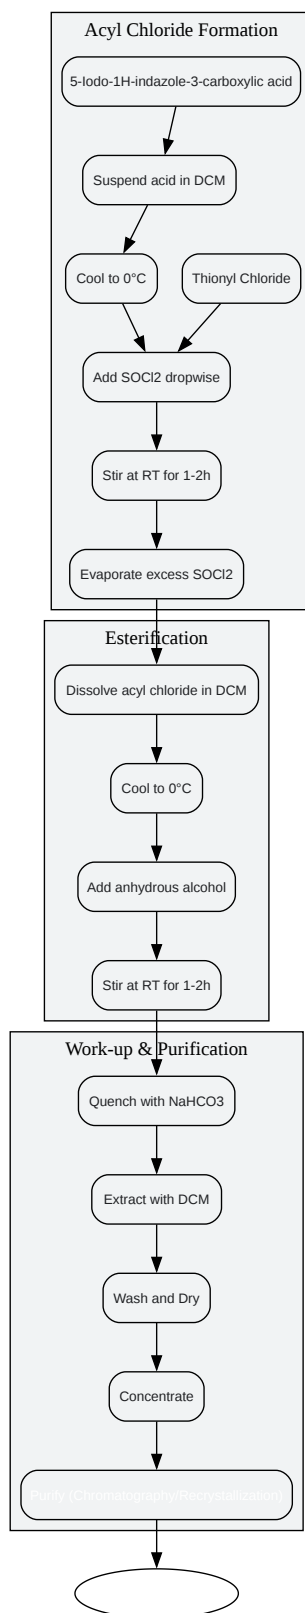 Acyl Chloride Formation
5-Iodo-1H-indazole-3-carboxylic acid
Suspend acid in DCM
Cool to 0°C
Thionyl Chloride
Add SOCl2 dropwise
Stir at RT for 1-2h
Evaporate excess SOCl2
Esterification
Dissolve acyl chloride in DCM
Cool to 0°C
Add anhydrous alcohol
Stir at RT for 1-2h
Work-up & Purification
Quench with NaHCO3
Extract with DCM
Wash and Dry
Concentrate
Purify (Chromatography/Recrystallization)